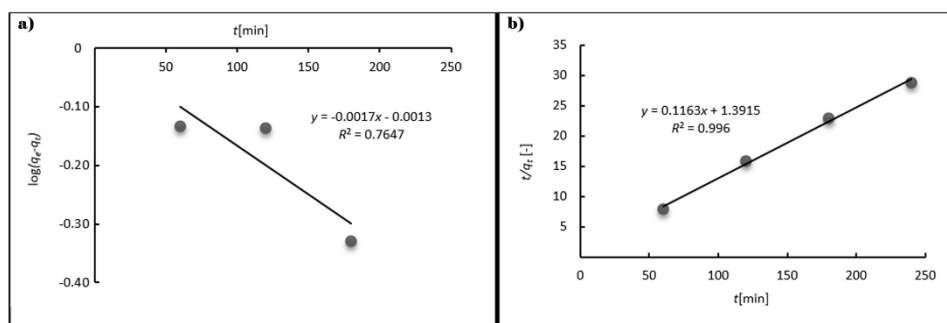 a)
t[min]
0 50 100 150 200 250
0
-0.10
-0.20
-0.30
-0.40
log(qe-qt)
y = -0.0017x - 0.0013
R² = 0.7647
b)
35
30
25
20
15
10
5
t/qt [-]
y = 0.1163x + 1.3915
R² = 0.996
0 50 100 150 200 250
t[min]